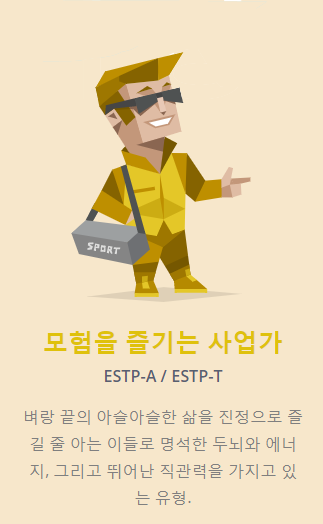 SPORT
모험을 즐기는 사업가
ESTP-A / ESTP-T
벼랑 끝의 아슬아슬한 삶을 진정으로 즐
길 줄 아는 이들로 명석한 두뇌와 에너
지, 그리고 뛰어난 직관력을 가지고 있
는 유형.